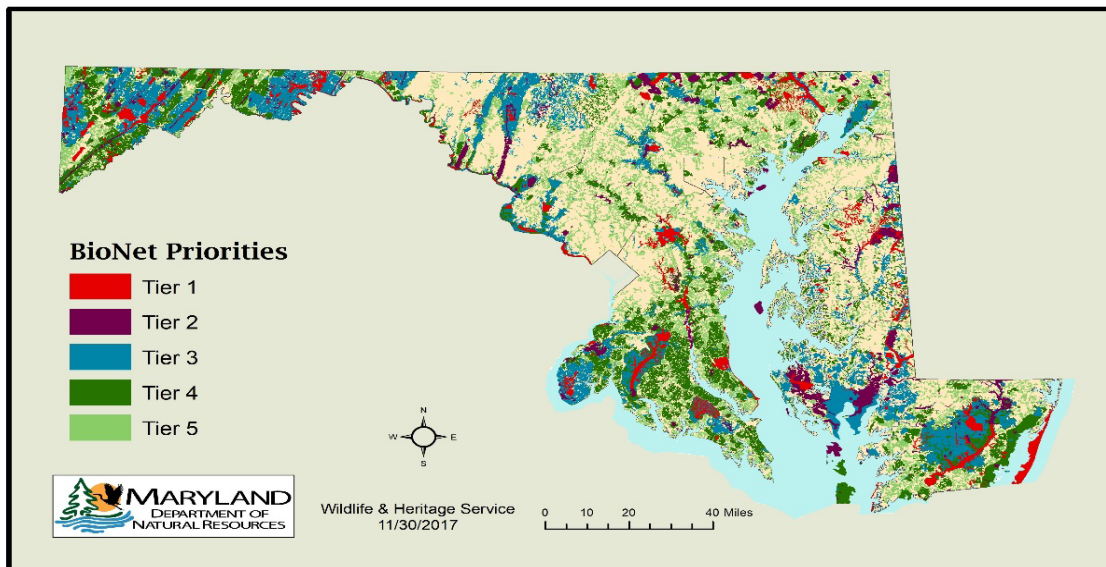 BioNet Priorities
Tier 1
Tier 2
Tier 3
Tier 4
Tier 5
N
W E
S
MARYLAND
DEPARTMENT OF
NATURAL RESOURCES
Wildlife & Heritage Service
11/30/2017
0 10 20 40 Miles